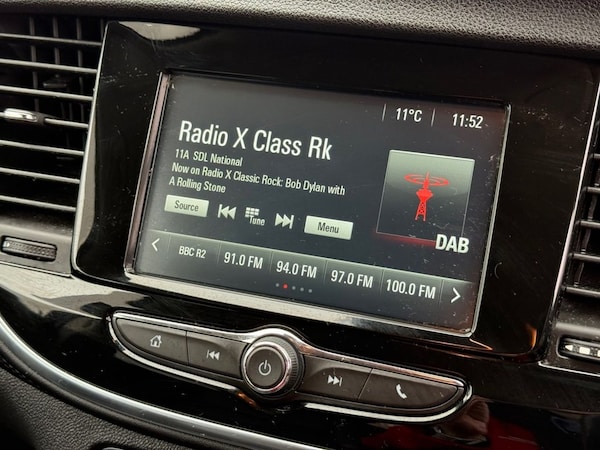 11°C 11:52
Radio X Class Rk
11A SDL National
Now on Radio X Classic Rock: Bob Dylan with
A Rolling Stone
Source Tune Menu
DAB
BBC R2 91.0 FM 94.0 FM 97.0 FM 100.0 FM